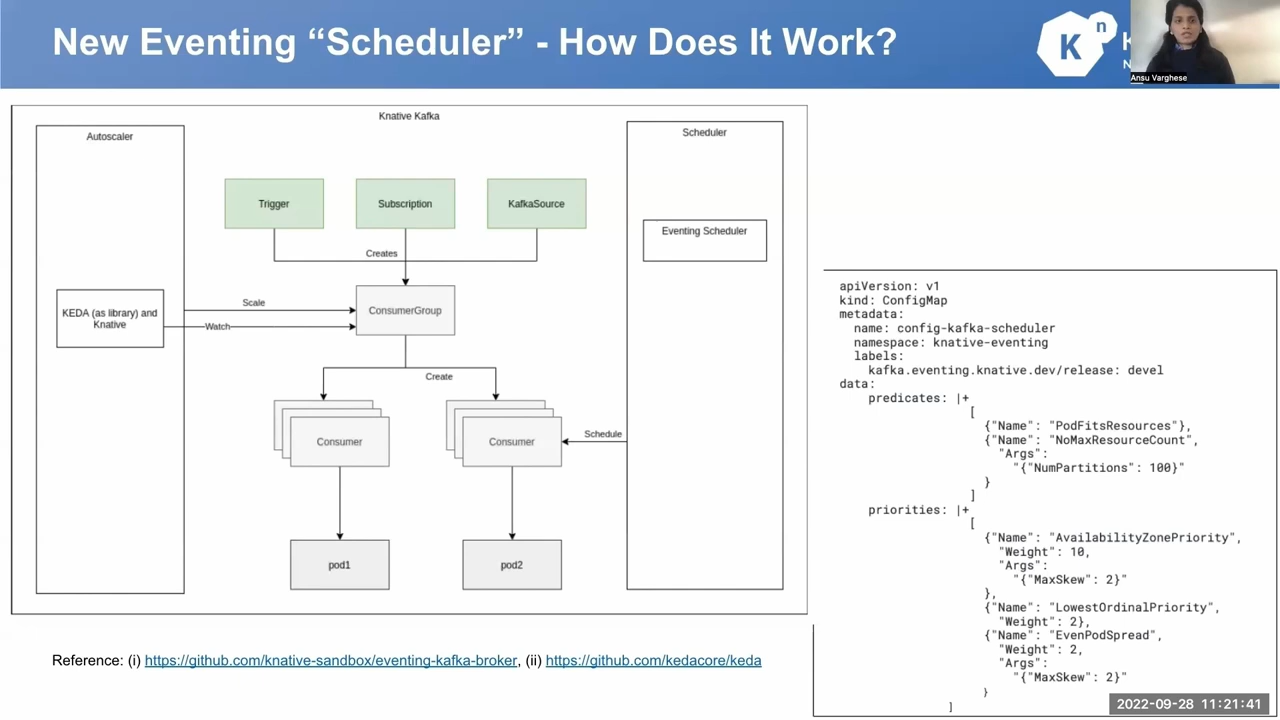 New Eventing “Scheduler” - How Does It Work?
K
n
Ansu Varghese
Knative Kafka
Autoscaler
Scheduler
Trigger
Subscription
KafkaSource
Eventing Scheduler
Creates
KEDA (as library) and
Knative
Scale
Watch
ConsumerGroup
Create
Consumer
Consumer
Schedule
pod1
pod2
apiVersion: v1
kind: ConfigMap
metadata:
  name: config-kafka-scheduler
  namespace: knative-eventing
  labels:
    kafka.eventing.knative.dev/release: devel
data:
    predicates: |+
                  [
                    {"Name": "PodFitsResources"},
                    {"Name": "NoMaxResourceCount",
                      "Args":
                        "{"NumPartitions": 100}"
                    }
                  ]
    priorities: |+
                  [
                    {"Name": "AvailabilityZonePriority",
                      "Weight": 10,
                      "Args":
                        "{"MaxSkew": 2}"
                    },
                    {"Name": "LowestOrdinalPriority",
                      "Weight": 2},
                    {"Name": "EvenPodSpread",
                      "Weight": 2,
                      "Args":
                        "{"MaxSkew": 2}"
                    }
               ]
Reference: (i) https://github.com/knative-sandbox/eventing-kafka-broker, (ii) https://github.com/kedacore/keda
2022-09-28 11:21:41